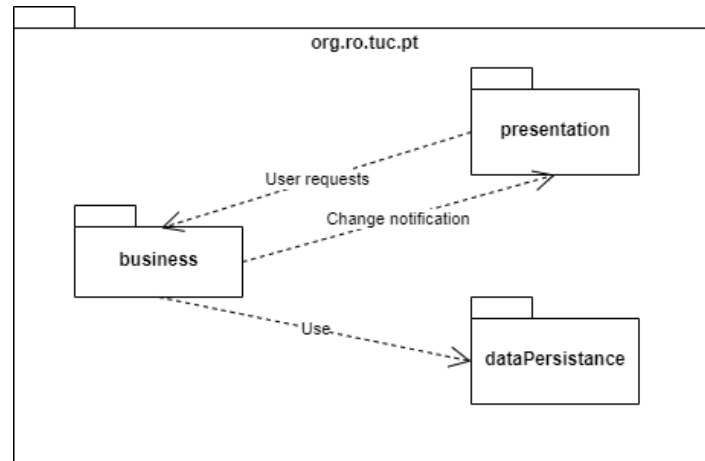 org.ro.tuc.pt
presentation
User requests
Change notification
business
Use
dataPersistance